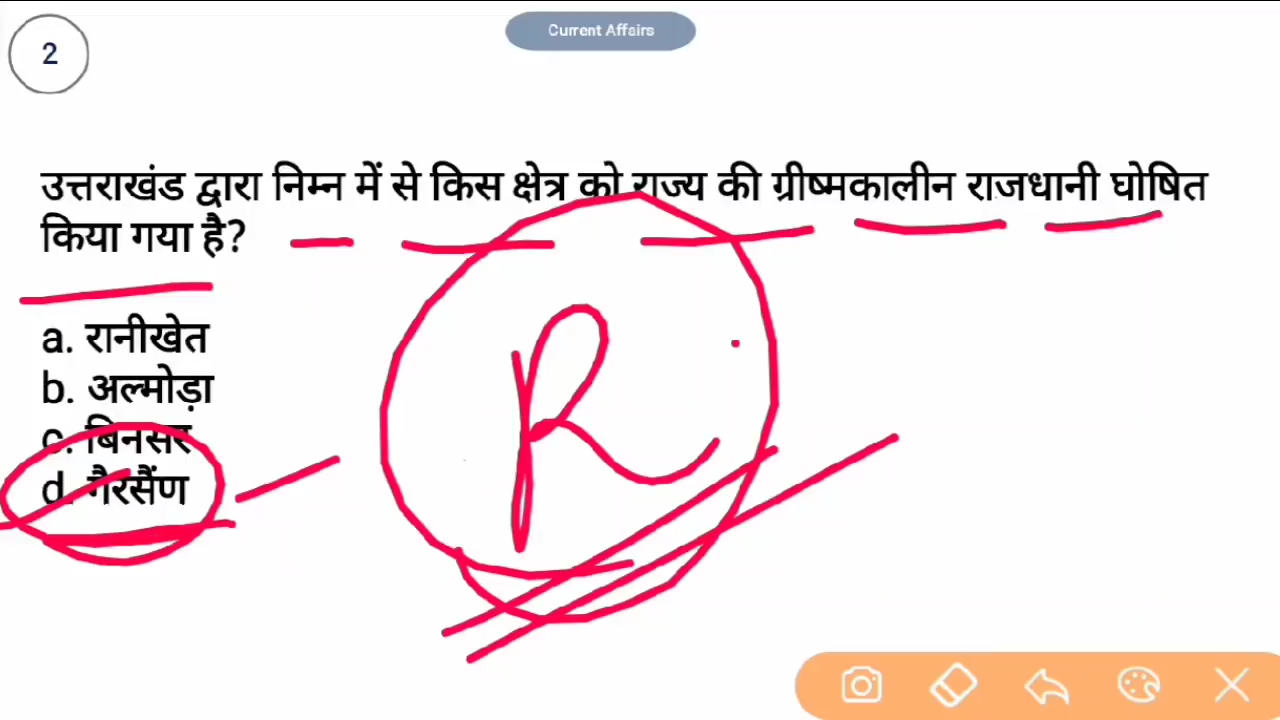 2
Current Affairs
उत्तराखंड द्वारा निम्न में से किस क्षेत्र को राज्य की ग्रीष्मकालीन राजधानी घोषित
किया गया है?
a. रानीखेत
b. अल्मोड़ा
c. बिनसर
d. गैरसैंण
R